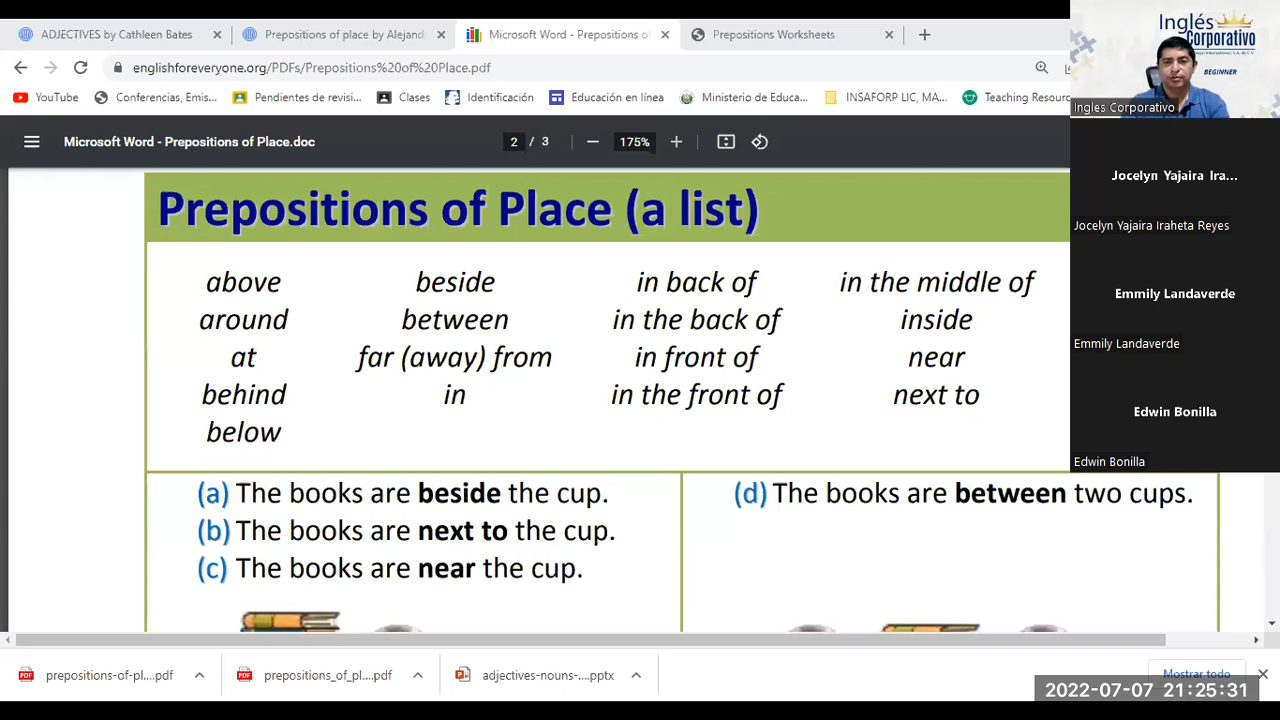 ADJECTIVES by Cathleen Bates
Prepositions of place by Alejand
Microsoft Word - Prepositions of
Prepositions Worksheets
englishforeveryone.org/PDFs/Prepositions%20of%20Place.pdf
YouTube
Conferencias, Emis...
Pendientes de revisi...
Clases
Identificación
Educación en línea
Ministerio de Educa...
INSAFORP LIC, MA...
Teaching Resourc
Microsoft Word - Prepositions of Place.doc
2 / 3
175%
Inglés
Corporativo
BEGINNER
Ingles Corporativo
Jocelyn Yajaira Ira...
Jocelyn Yajaira Iraheta Reyes
Emmily Landaverde
Emmily Landaverde
Edwin Bonilla
Edwin Bonilla
Prepositions of Place (a list)
above beside in back of in the middle of
around between in the back of inside
at far (away) from in front of near
behind in in the front of next to
below
(a) The books are beside the cup.
(b) The books are next to the cup.
(c) The books are near the cup.
(d) The books are between two cups.
prepositions-of-pl....pdf
prepositions_of_pl....pdf
adjectives-nouns-....pptx
Mostrar todo
2022-07-07 21:25:31